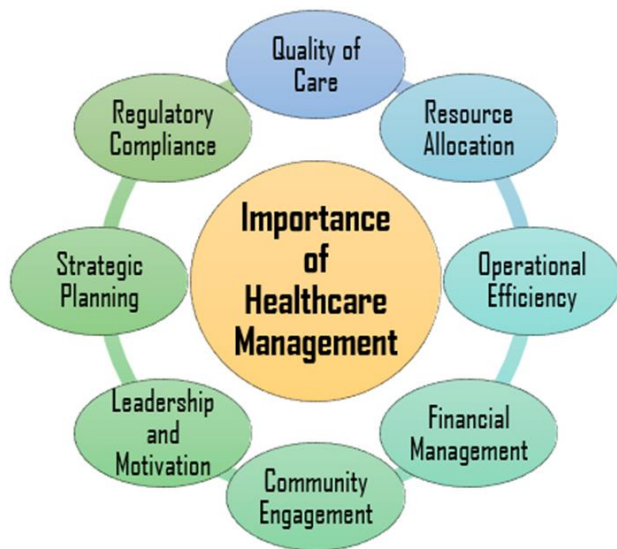 Quality of
Care
Resource
Allocation
Operational
Efficiency
Financial
Management
Community
Engagement
Leadership
and
Motivation
Strategic
Planning
Regulatory
Compliance
Importance
of
Healthcare
Management